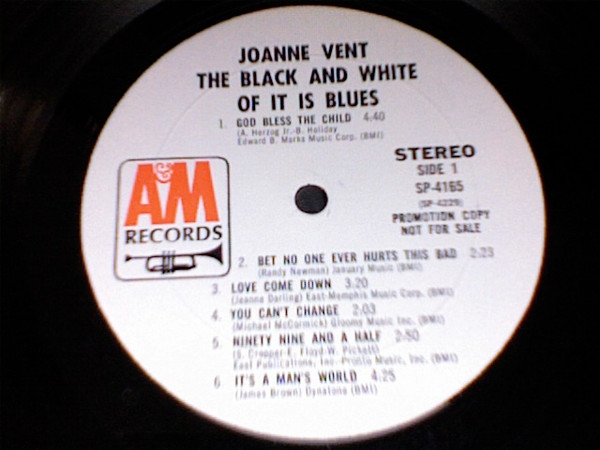 JOANNE VENT
THE BLACK AND WHITE
OF IT IS BLUES
1. GOD BLESS THE CHILD 4:40
(A. Herzog Jr.-B. Holiday
Edward B. Marks Music Corp. (BMI)
A&M
RECORDS
STEREO
SIDE 1
SP-4165
(SP-4229)
PROMOTION COPY
NOT FOR SALE
2. BET NO ONE EVER HURTS THIS BAD 2:23
(Randy Newman) January Music (BMI)
3. LOVE COME DOWN 3:20
(Jeanna Darling) East-Memphis Music Corp. (BMI)
4. YOU CAN'T CHANGE 2:03
(Michael McCormick) Glooms Music Inc. (BMI)
5. NINETY NINE AND A HALF 2:50
(S. Cropper-E. Floyd-W. Pickett)
East Publications, Inc.-Pronto Music, Inc. (BMI)
6. IT'S A MAN'S WORLD 4:25
(James Brown) Dynatone (BMI)